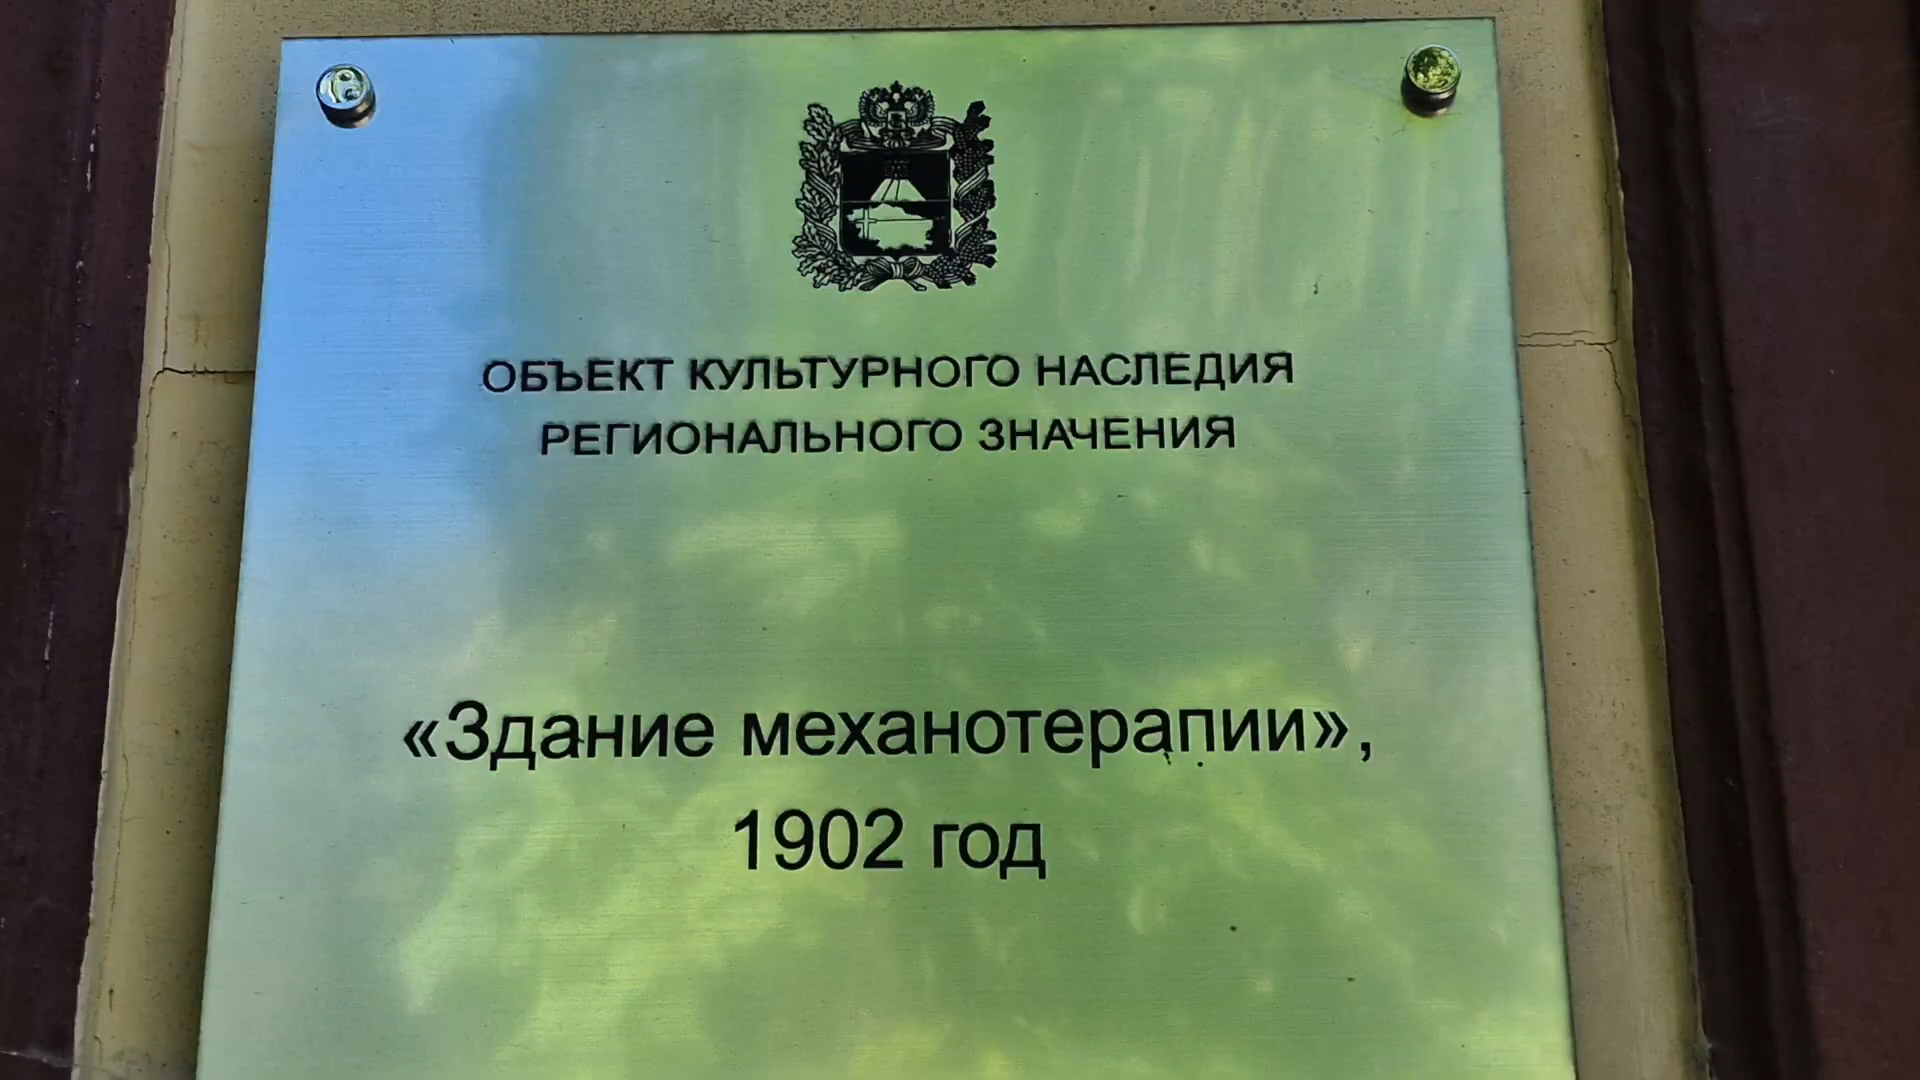 ОБЪЕКТ КУЛЬТУРНОГО НАСЛЕДИЯ
РЕГИОНАЛЬНОГО ЗНАЧЕНИЯ
«Здание механотерапии»,
1902 год